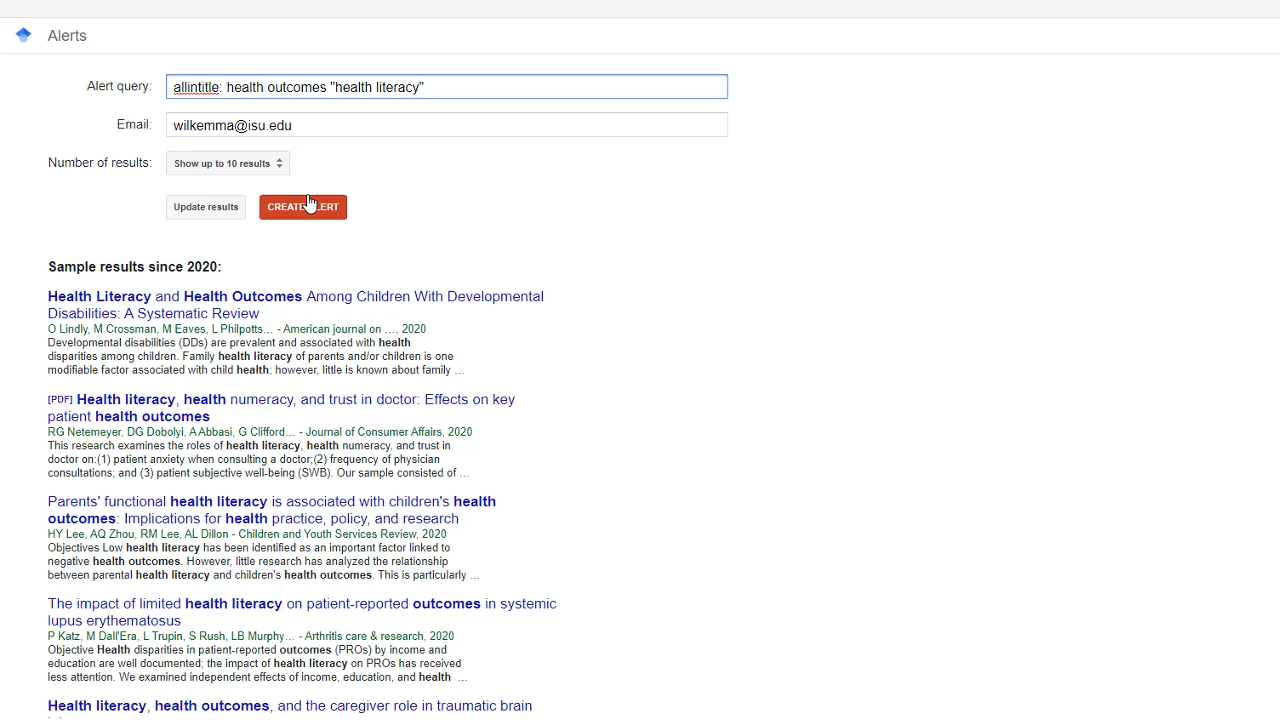 Alerts
Alert query: allintitle: health outcomes "health literacy"
Email: wilkemma@isu.edu
Number of results: Show up to 10 results
Update results CREATE ALERT
Sample results since 2020:
Health Literacy and Health Outcomes Among Children With Developmental
Disabilities: A Systematic Review
O Lindly, M Crossman, M Eaves, L Philpotts... - American journal on ..., 2020
Developmental disabilities (DDs) are prevalent and associated with health
disparities among children. Family health literacy of parents and/or children is one
modifiable factor associated with child health; however, little is known about family ...
[PDF] Health literacy, health numeracy, and trust in doctor: Effects on key
patient health outcomes
RG Netemeyer, DG Dobolyi, A Abbasi, G Clifford... - Journal of Consumer Affairs, 2020
This research examines the roles of health literacy, health numeracy, and trust in
doctor on:(1) patient anxiety when consulting a doctor;(2) frequency of physician
consultations; and (3) patient subjective well-being (SWB). Our sample consisted of ...
Parents' functional health literacy is associated with children's health
outcomes: Implications for health practice, policy, and research
HY Lee, AQ Zhou, RM Lee, AL Dillon - Children and Youth Services Review, 2020
Objectives Low health literacy has been identified as an important factor linked to
negative health outcomes. However, little research has analyzed the relationship
between parental health literacy and children's health outcomes. This is particularly ...
The impact of limited health literacy on patient-reported outcomes in systemic
lupus erythematosus
P Katz, M Dall'Era, L Trupin, S Rush, LB Murphy... - Arthritis care & research, 2020
Objective Health disparities in patient-reported outcomes (PROs) by income and
education are well documented; the impact of health literacy on PROs has received
less attention. We examined independent effects of income, education, and health ...
Health literacy, health outcomes, and the caregiver role in traumatic brain